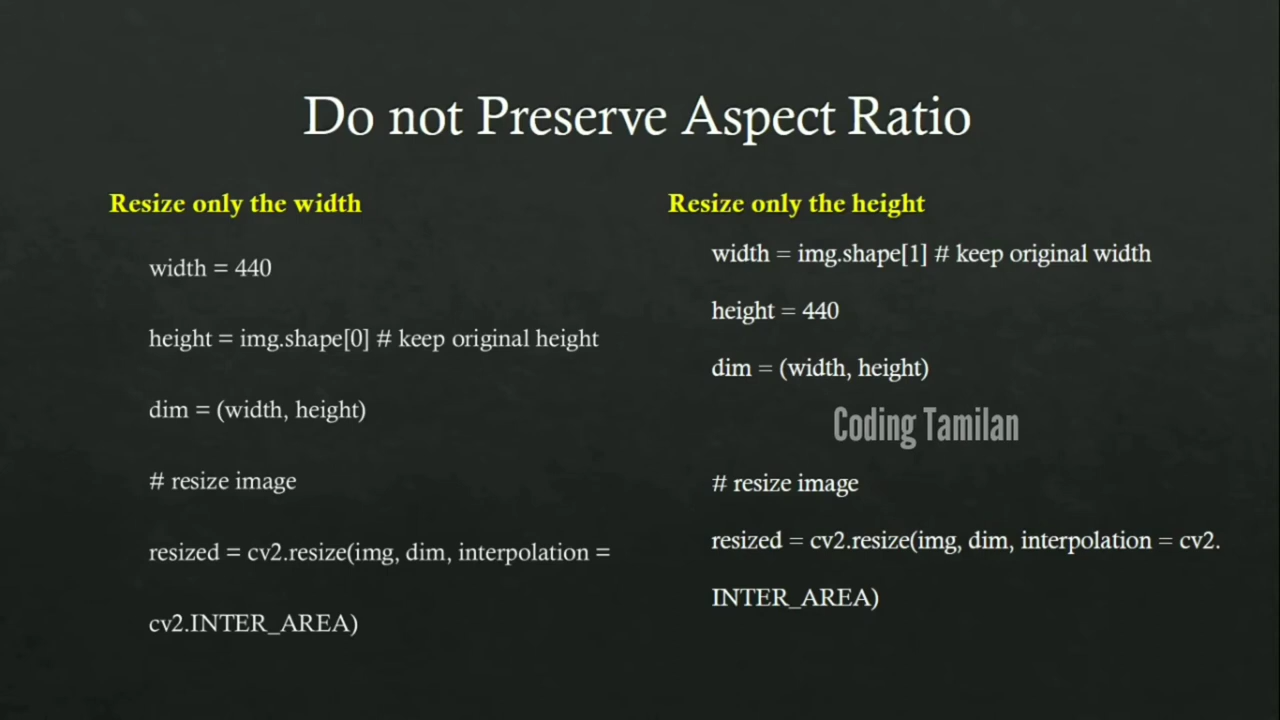 Do not Preserve Aspect Ratio
Resize only the width
width = 440
height = img.shape[0] # keep original height
dim = (width, height)
# resize image
resized = cv2.resize(img, dim, interpolation =
cv2.INTER_AREA)
Resize only the height
width = img.shape[1] # keep original width
height = 440
dim = (width, height)
Coding Tamilan
# resize image
resized = cv2.resize(img, dim, interpolation = cv2.
INTER_AREA)